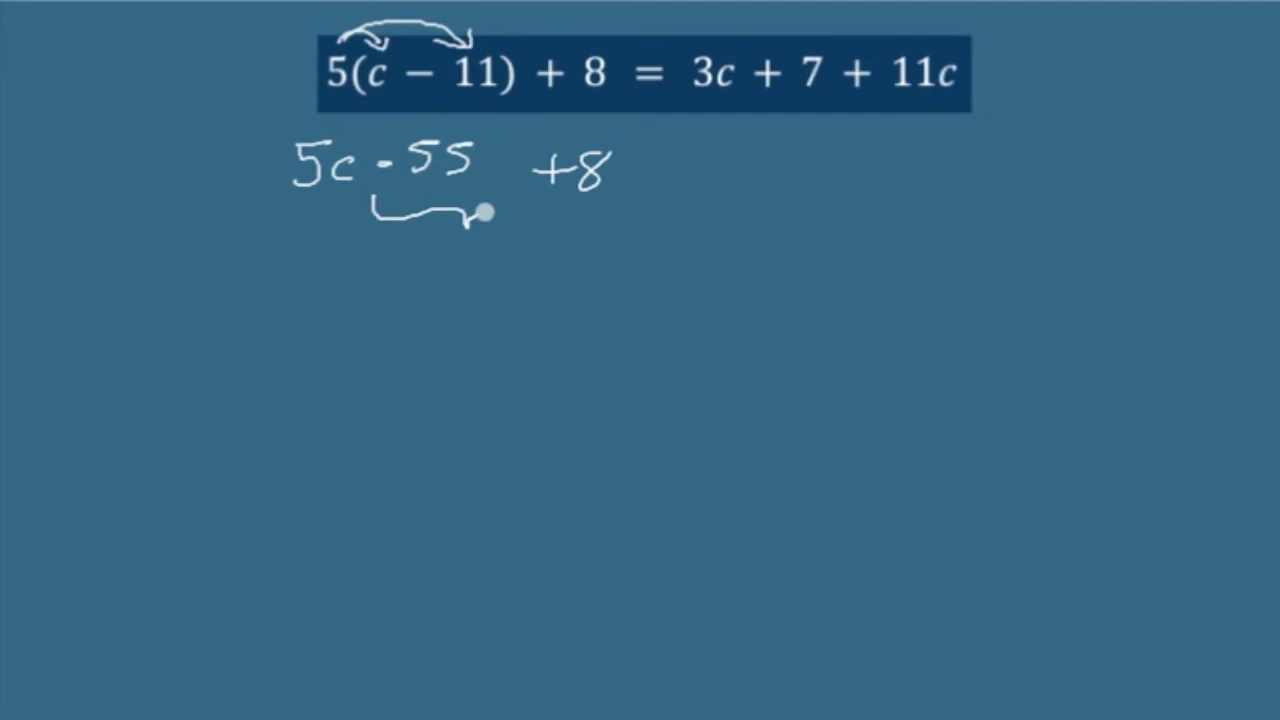 5(c − 11) + 8 = 3c + 7 + 11c
5c - 55 +8